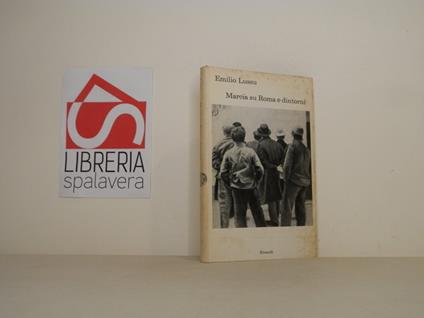 LIBRERIA
spalavera
Emilio Lussu
Marcia su Roma e dintorni
Einaudi